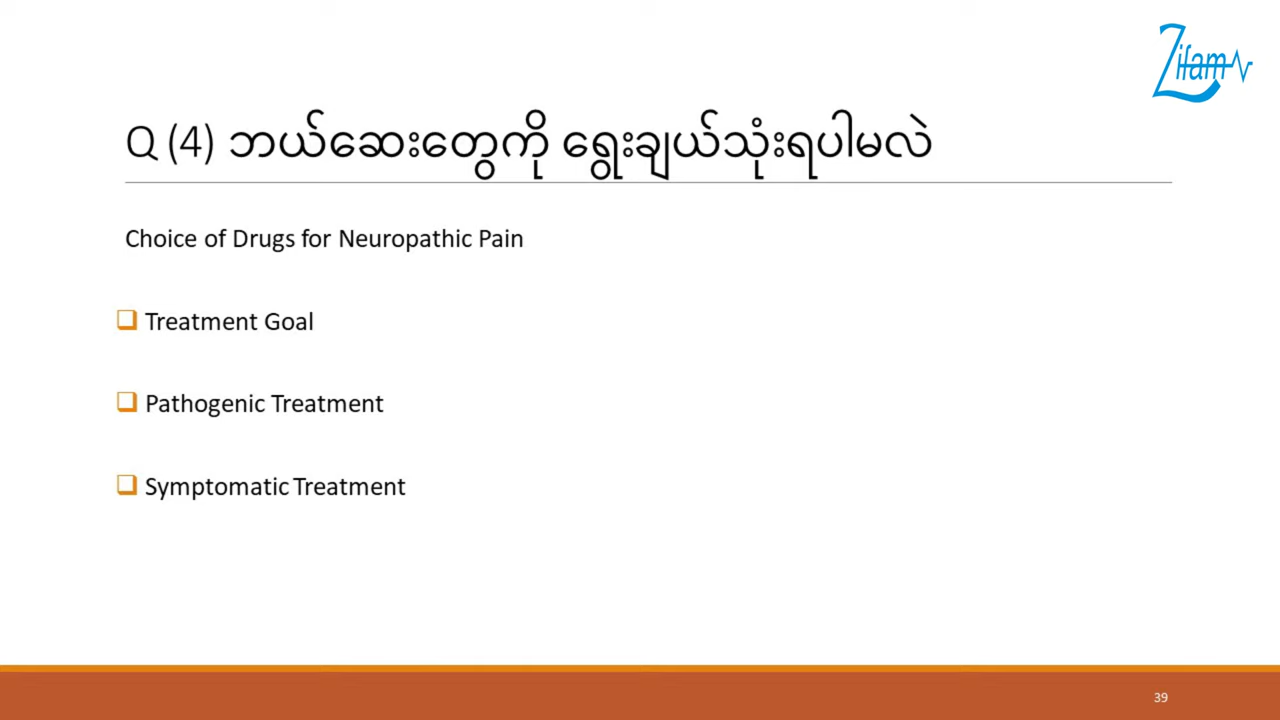 Zifam
Q (4) ဘယ်ဆေးတွေကို ရွေးချယ်သုံးရပါမလဲ
Choice of Drugs for Neuropathic Pain
Treatment Goal
Pathogenic Treatment
Symptomatic Treatment
39